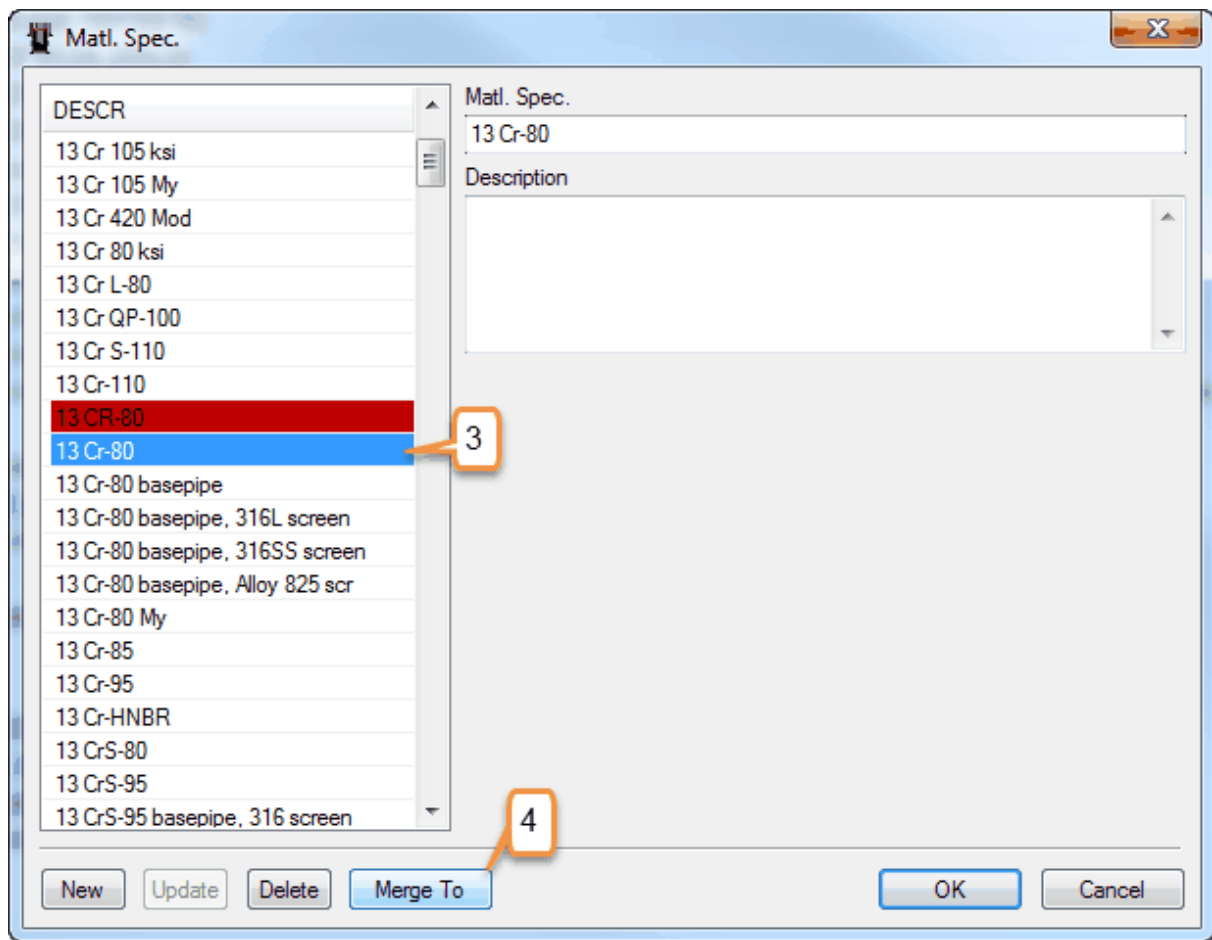 Matl. Spec.
DESCR
13 Cr 105 ksi
13 Cr 105 My
13 Cr 420 Mod
13 Cr 80 ksi
13 Cr L-80
13 Cr QP-100
13 Cr S-110
13 Cr-110
13 CR-80
13 Cr-80
13 Cr-80 basepipe
13 Cr-80 basepipe, 316L screen
13 Cr-80 basepipe, 316SS screen
13 Cr-80 basepipe, Alloy 825 scr
13 Cr-80 My
13 Cr-85
13 Cr-95
13 Cr-HNBR
13 CrS-80
13 CrS-95
13 CrS-95 basepipe, 316 screen
Matl. Spec.
13 Cr-80
Description
3
4
New
Update
Delete
Merge To
OK
Cancel